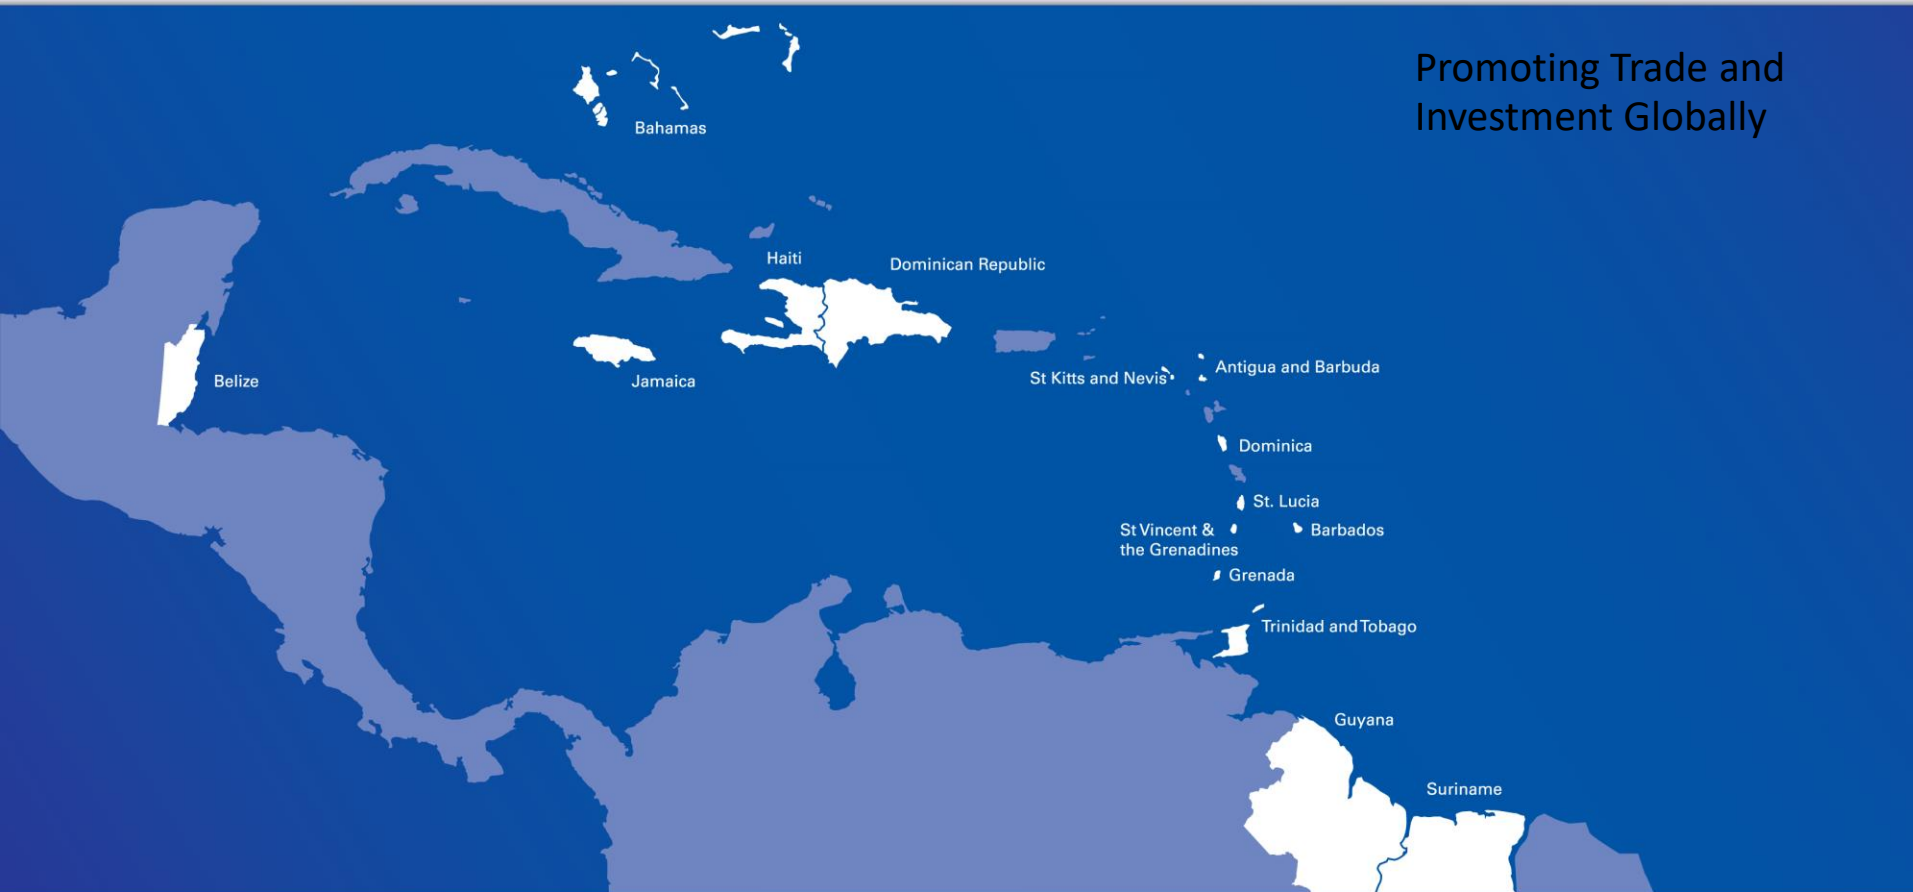 Promoting Trade and
Investment Globally
Bahamas
Haiti
Dominican Republic
Belize
Jamaica
St Kitts and Nevis
Antigua and Barbuda
Dominica
St. Lucia
St Vincent &
the Grenadines
Barbados
Grenada
Trinidad and Tobago
Guyana
Suriname